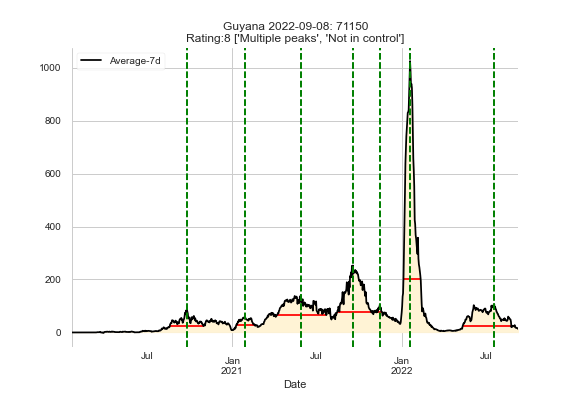 Guyana 2022-09-08: 71150
Rating:8 ['Multiple peaks', 'Not in control']
Average-7d
1000
800
600
400
200
0
Jul
Jan
2021
Jul
Jan
2022
Jul
Date